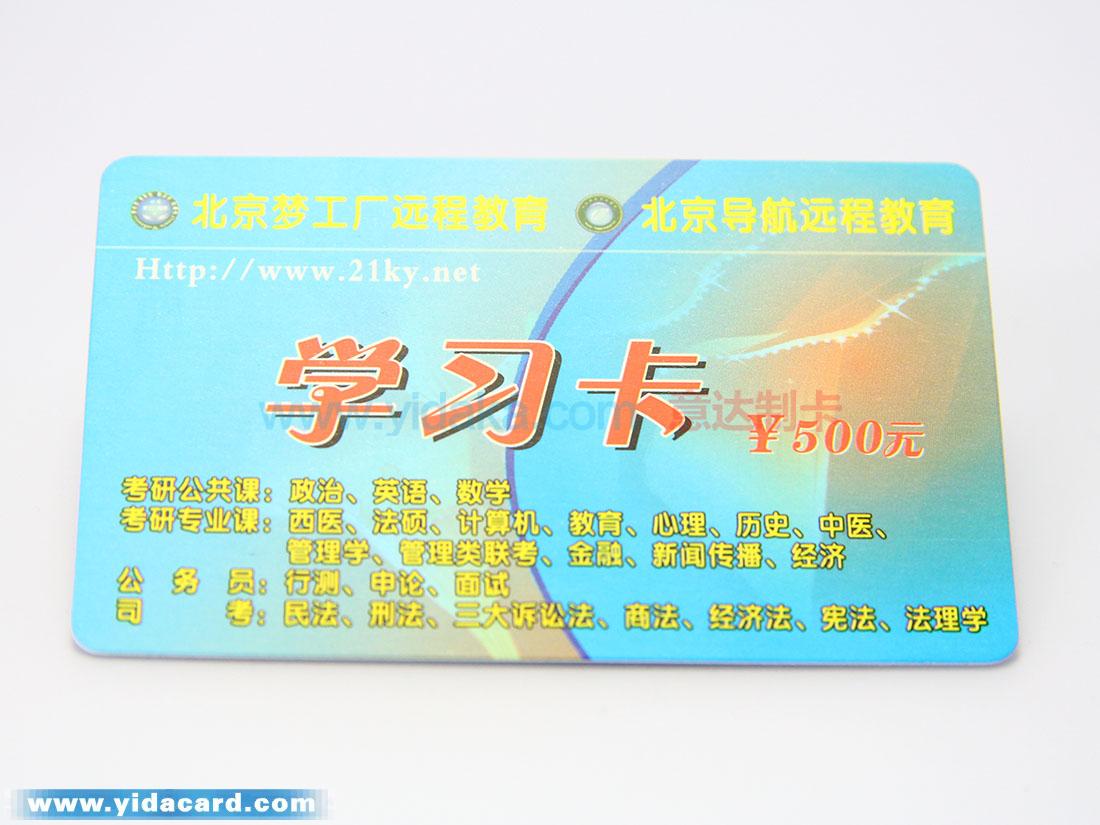 北京梦工厂远程教育 北京导航远程教育
Http://www.21ky.net
学习卡
www.yidaka.com 意达制卡
￥500元
考研公共课：政治、英语、数学
考研专业课：西医、法硕、计算机、教育、心理、历史、中医、
管理学、管理类联考、金融、新闻传播、经济
公务员：行测、申论、面试
司考：民法、刑法、三大诉讼法、商法、经济法、宪法、法理学
www.yidacard.com